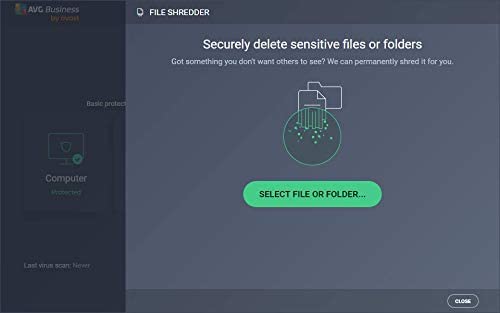 AVG Business
by Avast
FILE SHREDDER
Securely delete sensitive files or folders
Got something you don't want others to see? We can permanently shred it for you.
Basic protect
Computer
Protected
SELECT FILE OR FOLDER...
Last virus scan: Never
CLOSE